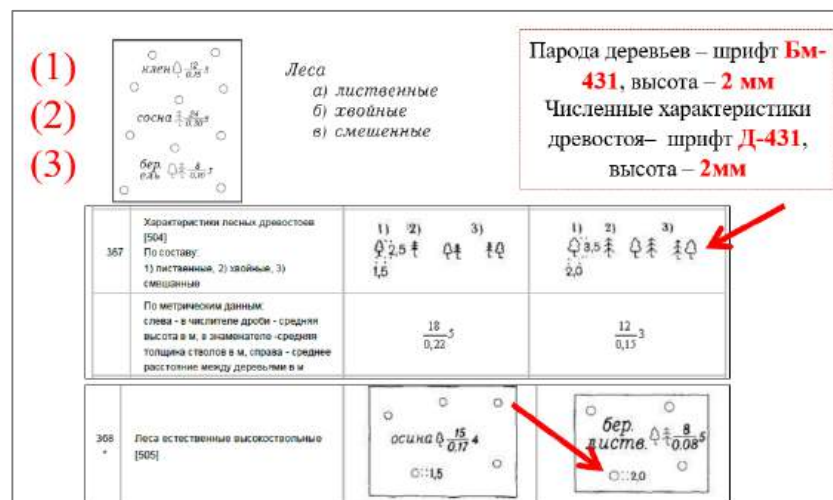 (1)
(2)
(3)
клен 12/0,15 3
сосна 24/0,30 5
бер. ель 8/0,10 3
Леса
а) лиственные
б) хвойные
в) смешенные
Парода деревьев – шрифт Бм-
431, высота – 2 мм
Численные характеристики
древостоя– шрифт Д-431,
высота – 2мм
367
Характеристики лесных древостоев
[504]
По составу:
1) лиственные, 2) хвойные, 3)
смешанные
1) 2) 3)
2,5
1,5
1) 2) 3)
3,5
2,0
По метрическим данным:
слева - в числителе дроби - средняя
высота в м, в знаменателе -средняя
толщина стволов в м, справа - среднее
расстояние между деревьями в м
18/0,22 5
12/0,15 3
368
*
Леса естественные высокоствольные
[505]
осина 15/0.17 4
1,5
бер.
листв. 8/0.08 5
2,0